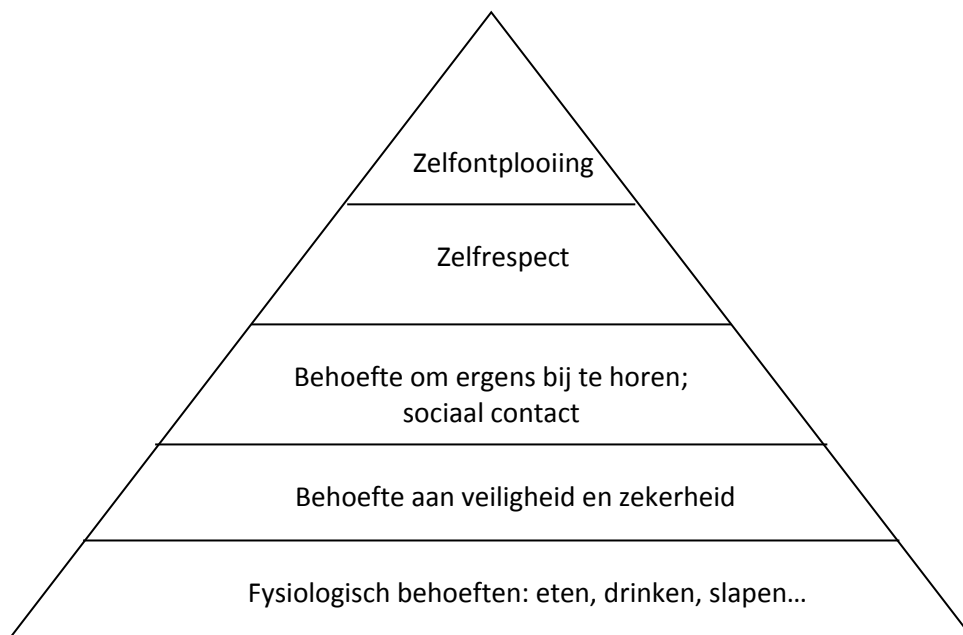 Zelfontplooiing
Zelfrespect
Behoefte om ergens bij te horen;
sociaal contact
Behoefte aan veiligheid en zekerheid
Fysiologisch behoeften: eten, drinken, slapen…